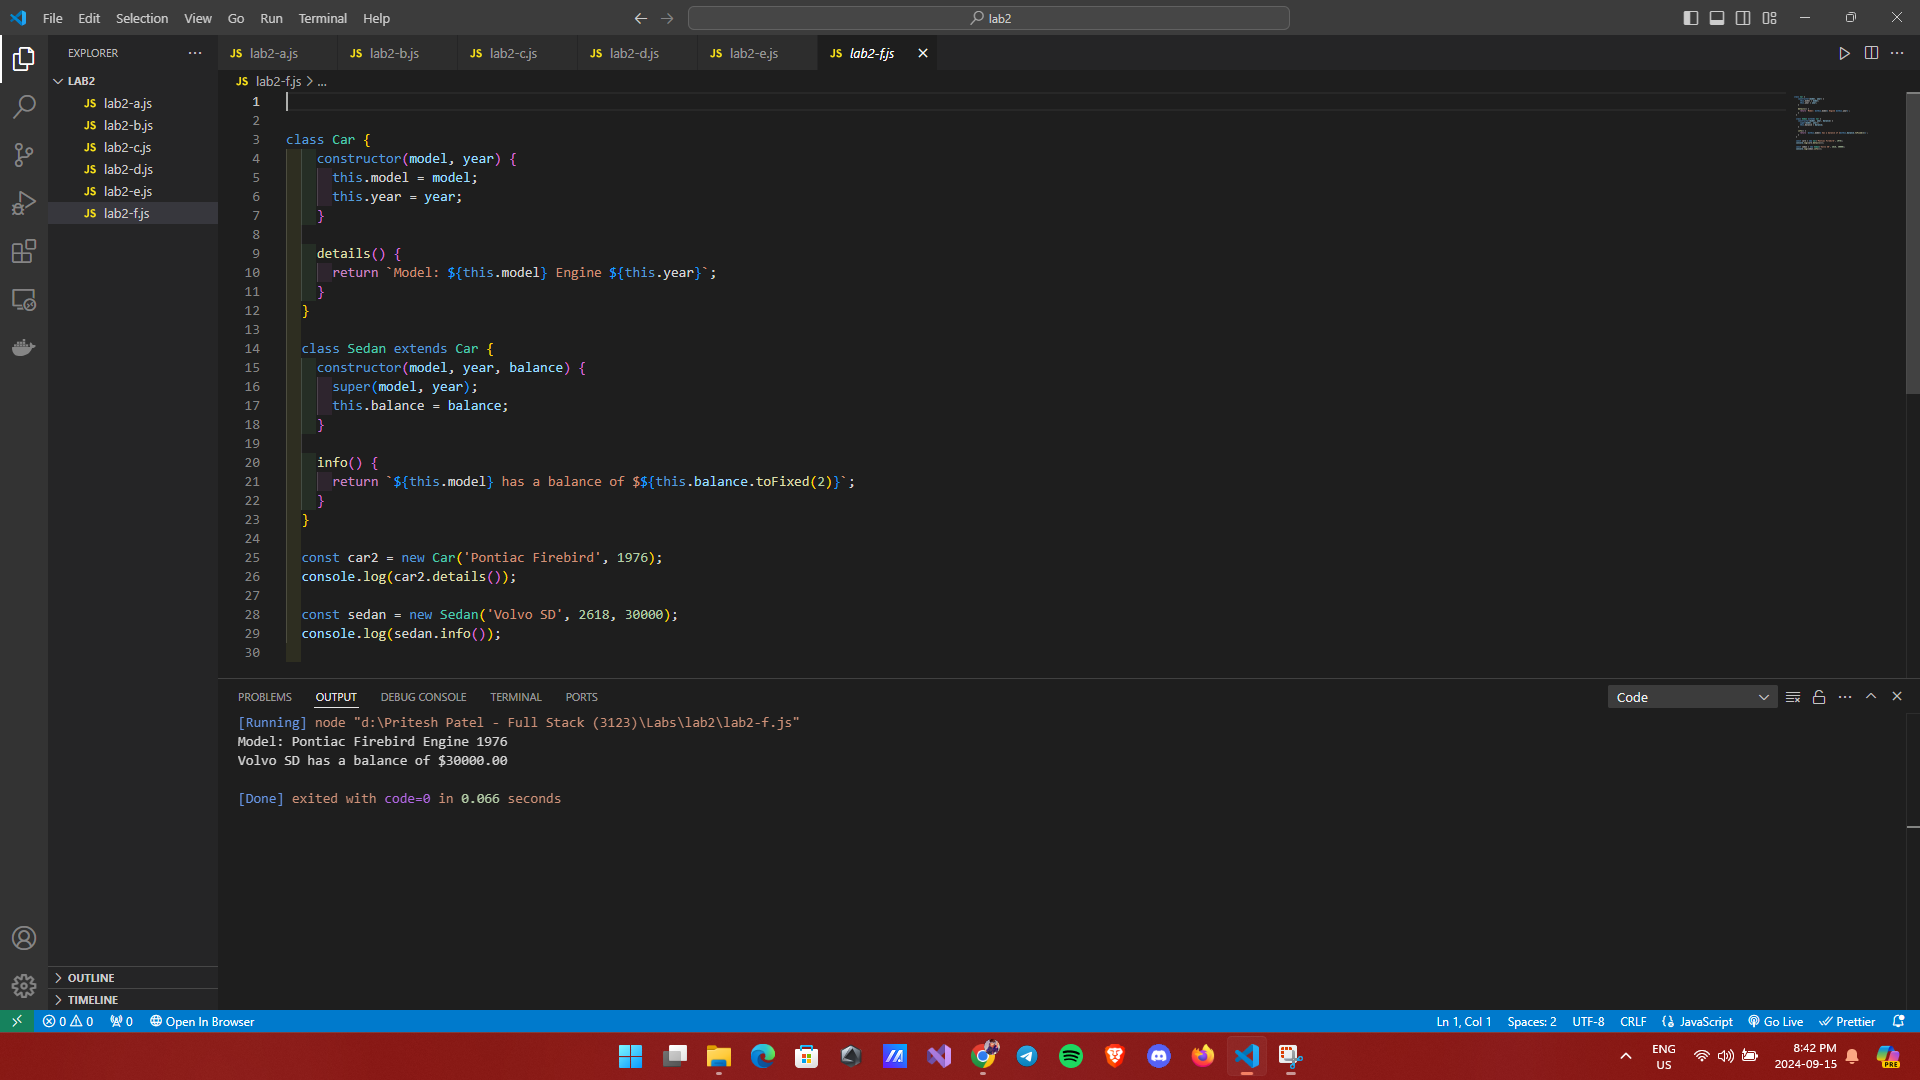 File Edit Selection View Go Run Terminal Help
lab2
EXPLORER
LAB2
JS lab2-a.js
JS lab2-b.js
JS lab2-c.js
JS lab2-d.js
JS lab2-e.js
JS lab2-f.js
OUTLINE
TIMELINE
JS lab2-a.js JS lab2-b.js JS lab2-c.js JS lab2-d.js JS lab2-e.js JS lab2-f.js
JS lab2-f.js > ...
1
2
3 class Car {
4 constructor(model, year) {
5 this.model = model;
6 this.year = year;
7 }
8
9 details() {
10 return `Model: ${this.model} Engine ${this.year}`;
11 }
12 }
13
14 class Sedan extends Car {
15 constructor(model, year, balance) {
16 super(model, year);
17 this.balance = balance;
18 }
19
20 info() {
21 return `${this.model} has a balance of $${this.balance.toFixed(2)}`;
22 }
23 }
24
25 const car2 = new Car('Pontiac Firebird', 1976);
26 console.log(car2.details());
27
28 const sedan = new Sedan('Volvo SD', 2618, 30000);
29 console.log(sedan.info());
30
PROBLEMS OUTPUT DEBUG CONSOLE TERMINAL PORTS
Code
[Running] node "d:\Pritesh Patel - Full Stack (3123)\Labs\lab2\lab2-f.js"
Model: Pontiac Firebird Engine 1976
Volvo SD has a balance of $30000.00
[Done] exited with code=0 in 0.066 seconds
0 0 0 Open In Browser
Ln 1, Col 1 Spaces: 2 UTF-8 CRLF {} JavaScript Go Live Prettier
ENG
US
8:42 PM
2024-09-15
PRE